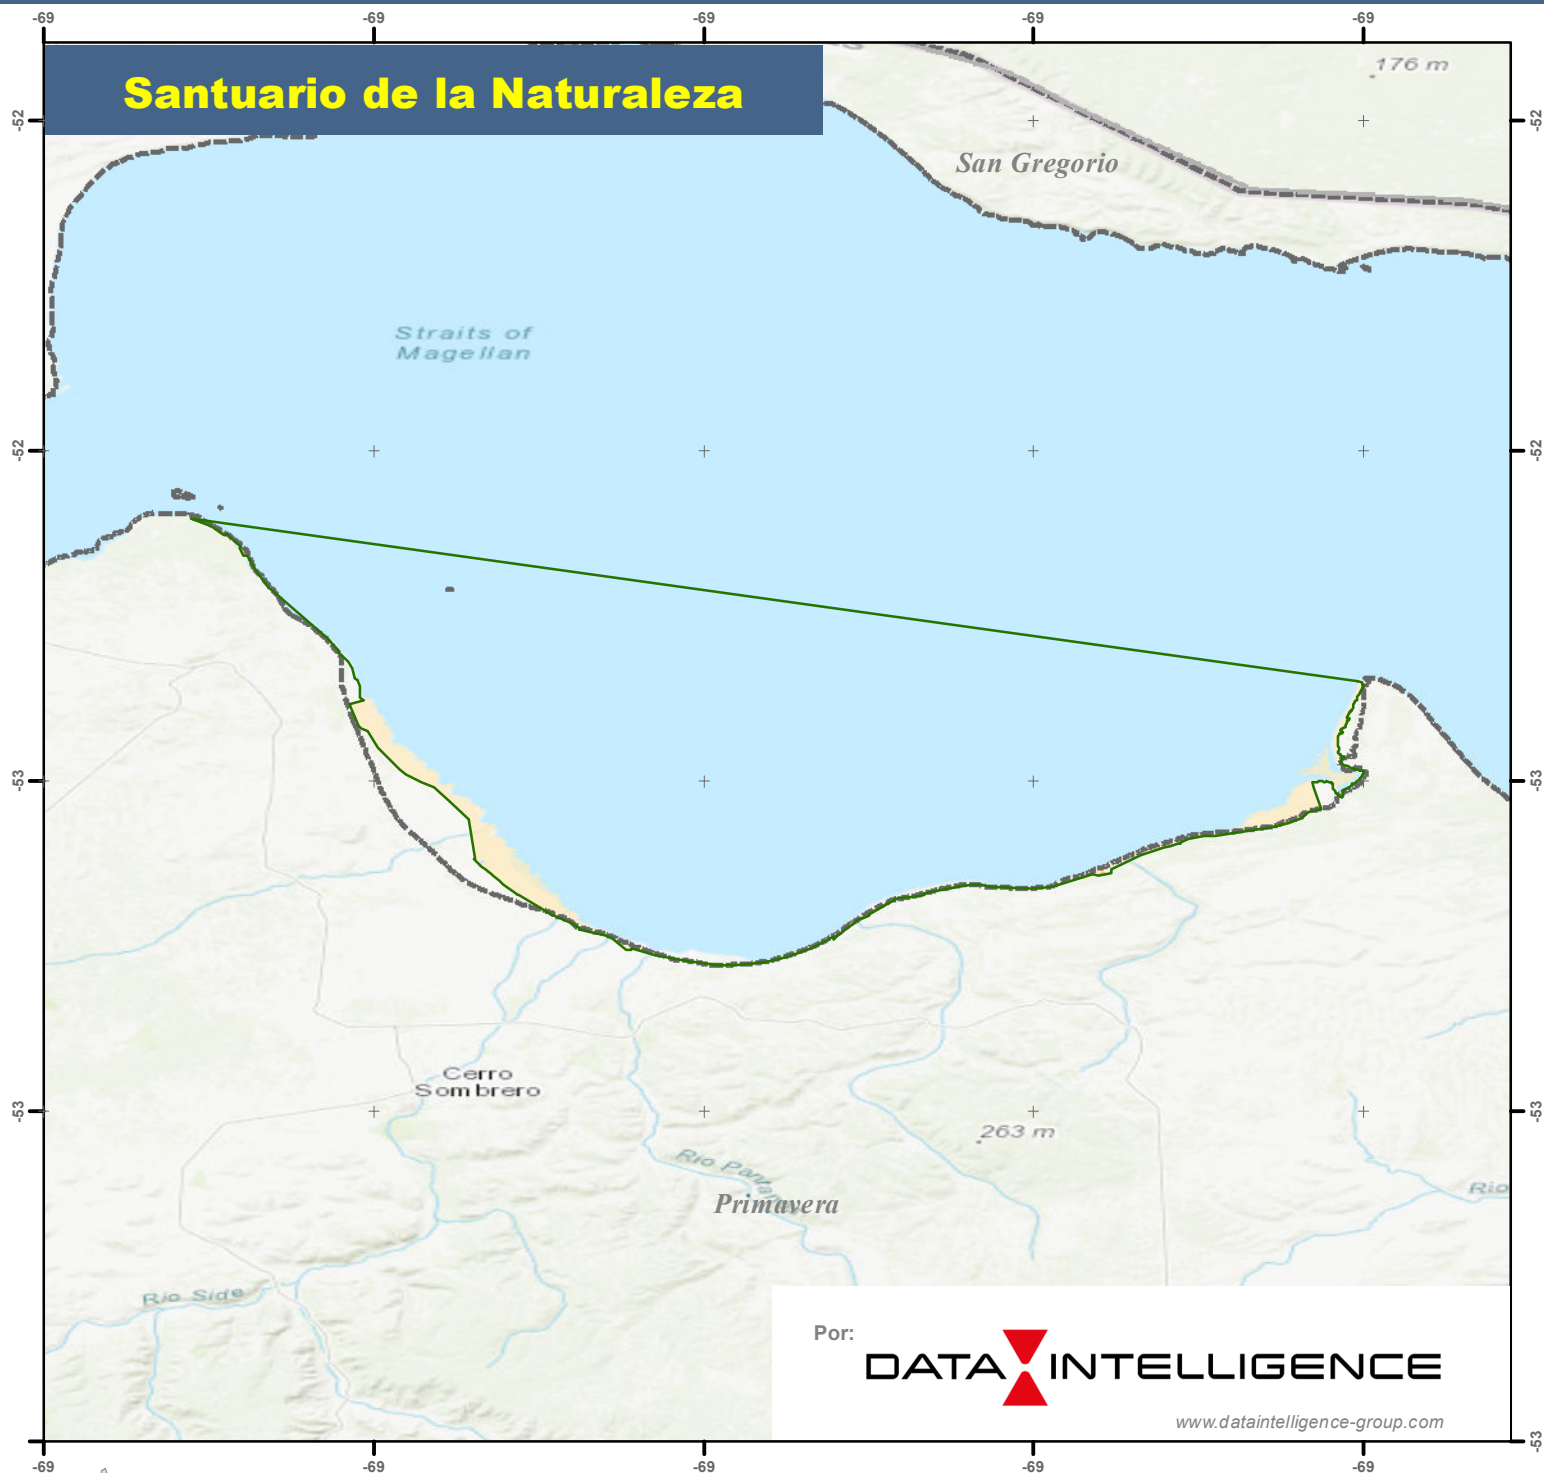 -69 -69 -69 -69 -69
Santuario de la Naturaleza
176 m
-52 -52
San Gregorio
Straits of
Magellan
-52 -52
-53 -53
Cerro
Sombrero
-53 -53
263 m
Rio
Primavera
Rio
Rio Side
Por:
DATA INTELLIGENCE
www.dataintelligence-group.com
-53
-69 -69 -69 -69 -69